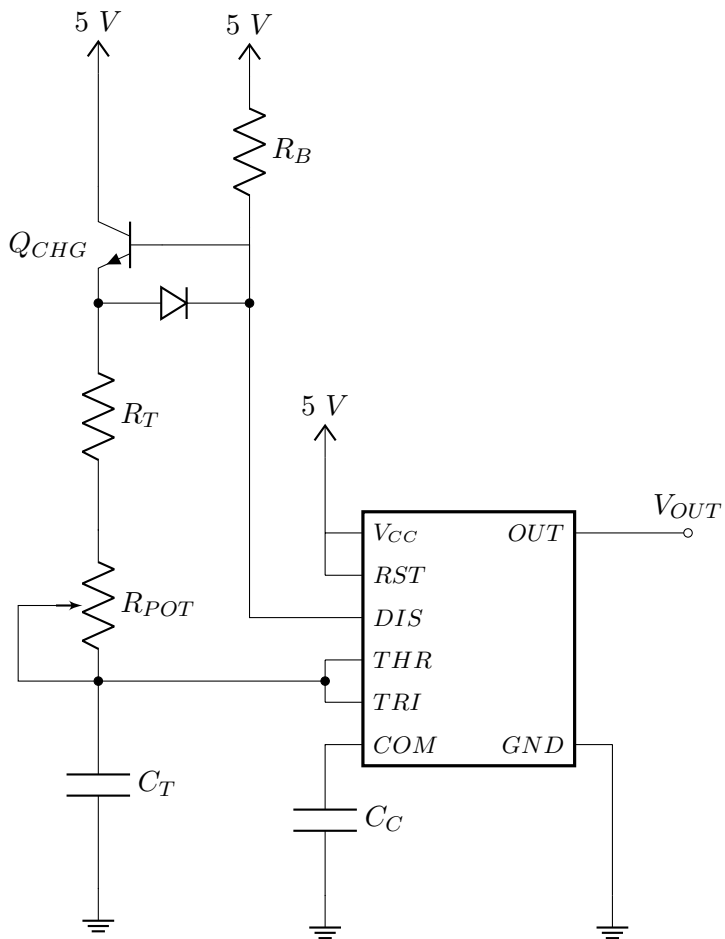 5 V
5 V
R_B
Q_CHG
R_T
5 V
V_OUT
V_CC
OUT
RST
R_POT
DIS
THR
TRI
COM
GND
C_T
C_C